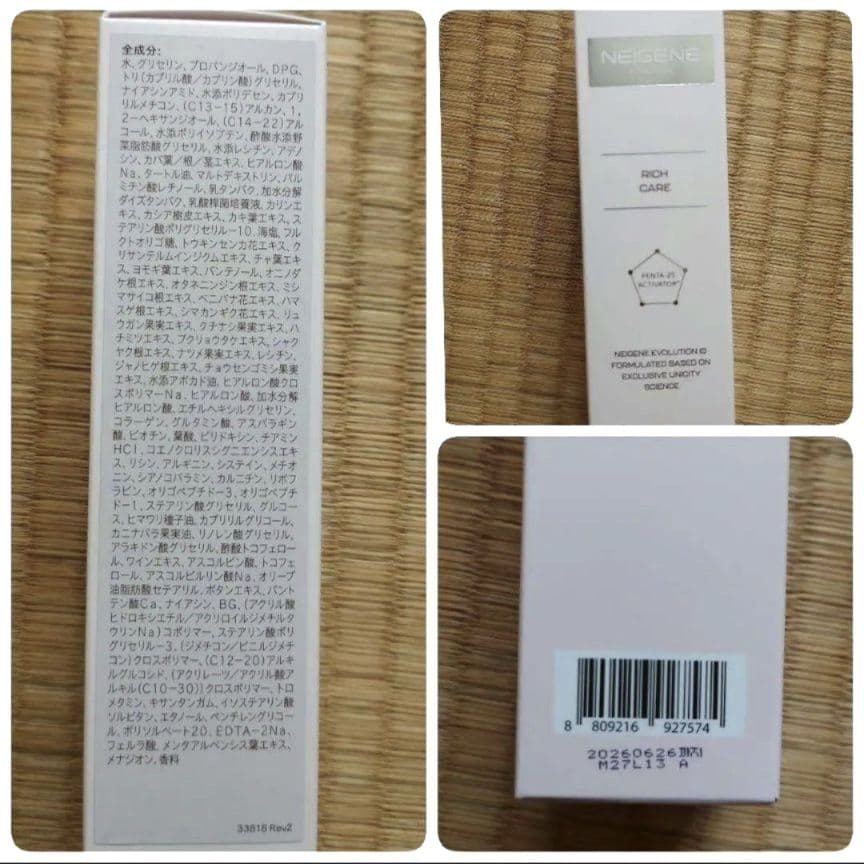 全成分:
水、グリセリン、プロパンジオール、DPG、
トリ(カプリル酸/カプリン酸)グリセリル、
ナイアシンアミド、水添ポリデセン、カプリ
リルメチコン、(C13-15)アルカン、1,
2-ヘキサンジオール、(C14-22)アル
コール、水添ポリイソブテン、酢酸水添野
菜脂肪酸グリセリル、水添レシチン、アデノ
シン、カバ葉/根/茎エキス、ヒアルロン酸
Na、タートル油、マルトデキストリン、パル
ミチン酸レチノール、乳タンパク、加水分解
ダイズタンパク、乳酸桿菌培養液、カリンエ
キス、カシア樹皮エキス、カキ葉エキス、ス
テアリン酸ポリグリセリル-10、海塩、フル
クトオリゴ糖、トウキンセンカ花エキス、ク
リサンテルムインジクムエキス、チャ葉エキ
ス、ヨモギ葉エキス、パンテノール、オニノダ
ケ根エキス、オタネニンジン根エキス、ミシ
マサイコ根エキス、ベニバナ花エキス、ハマ
スゲ根エキス、シマカンギク花エキス、リュ
ウガン果実エキス、クチナシ果実エキス、ハ
チミツエキス、ブクリョウタケエキス、シャク
ヤク根エキス、ナツメ果実エキス、レシチン、
ジャノヒゲ根エキス、チョウセンゴミシ果実
エキス、水添アボカド油、ヒアルロン酸クロ
スポリマーNa、ヒアルロン酸、加水分解
ヒアルロン酸、エチルヘキシルグリセリン、
コラーゲン、グルタミン酸、アスパラギン
酸、ビオチン、葉酸、ピリドキシン、チアミン
HCl、コエノクロリスシグニエンシスエキ
ス、リシン、アルギニン、システイン、メチオ
ニン、シアノコバラミン、カルニチン、リボフ
ラビン、オリゴペプチド-3、オリゴペプチ
ド-1、ステアリン酸グリセリル、ダルコー
ス、ヒマワリ種子油、カプリリルグリコール、
カニナバラ果実油、リノレン酸グリセリル、
アラキドン酸グリセリル、酢酸トコフェロー
ル、ワインエキス、アスコルビン酸、トコフェ
ロール、アスコルビルリン酸Na、オリーブ
油脂肪酸セテアリル、ボタンエキス、パント
テン酸Ca、ナイアシン、BG、(アクリル酸
ヒドロキシエチル/アクリロイルジメチルタ
ウリンNa)コポリマー、ステアリン酸ポリ
グリセリル-3、(ジメチコン/ビニルジメチ
コン)クロスポリマー、(C12-20)アルキ
ルグルコシド、(アクリレーツ/アクリル酸ア
ルキル(C10-30))クロスポリマー、トロ
メタミン、キサンタンガム、イソステアリン酸
ソルビタン、エタノール、ペンチレングリコー
ル、ポリソルベート20、EDTA-2Na、
フェルラ酸、メンタアルベンシス葉エキス、
メナジオン、香料
33818 Rev2
NEIGENE
RICH
CARE
PENTA-25
ACTIVATOR™
NEIGENE EVOLUTION IS
FORMULATED BASED ON
EXCLUSIVE UNICITY
SCIENCE
8 809216 927574
20260626까지
M27L13 A